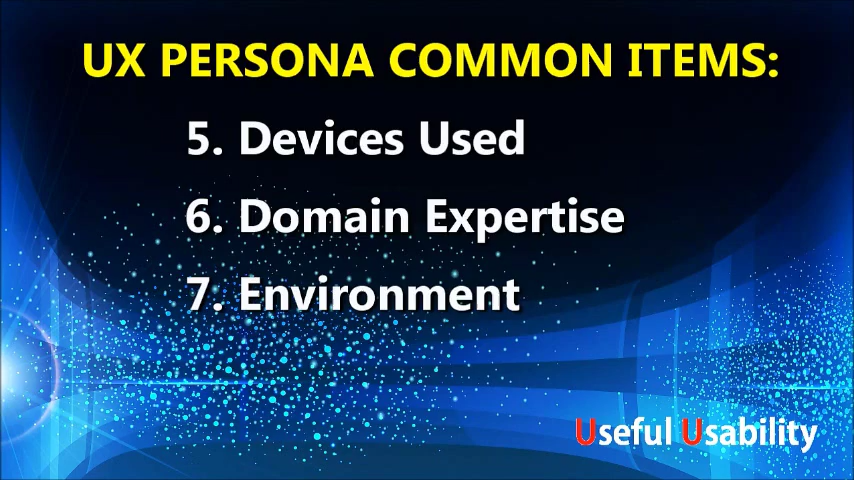 UX PERSONA COMMON ITEMS:
5. Devices Used
6. Domain Expertise
7. Environment
Useful Usability